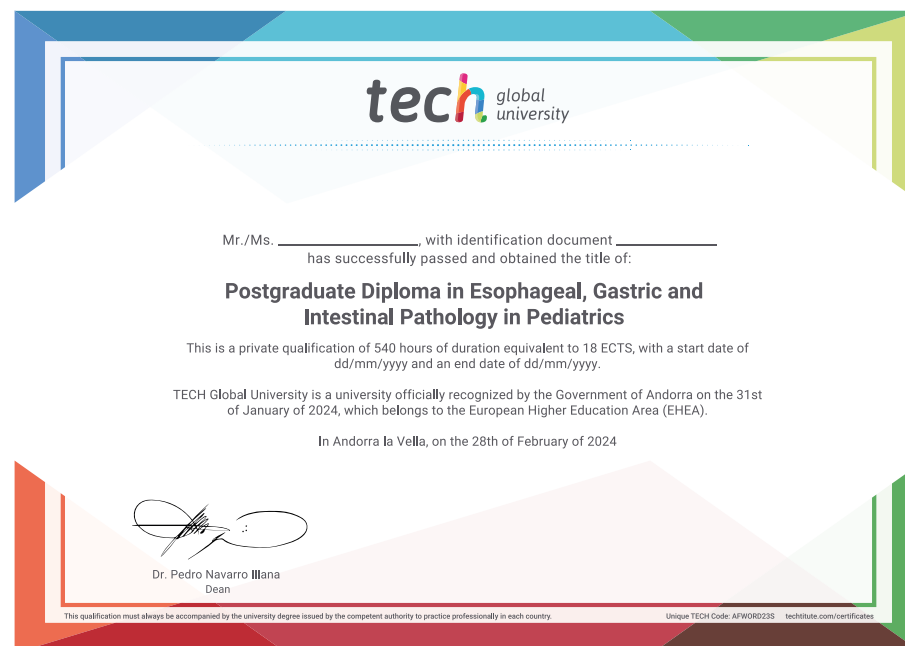 tech global
university
Mr./Ms. ____________________, with identification document ______________
has successfully passed and obtained the title of:
Postgraduate Diploma in Esophageal, Gastric and
Intestinal Pathology in Pediatrics
This is a private qualification of 540 hours of duration equivalent to 18 ECTS, with a start date of
dd/mm/yyyy and an end date of dd/mm/yyyy.
TECH Global University is a university officially recognized by the Government of Andorra on the 31st
of January of 2024, which belongs to the European Higher Education Area (EHEA).
In Andorra la Vella, on the 28th of February of 2024
Dr. Pedro Navarro Illana
Dean
This qualification must always be accompanied by the university degree issued by the competent authority to practice professionally in each country.
Unique TECH Code: AFWORD23S techtitute.com/certificates